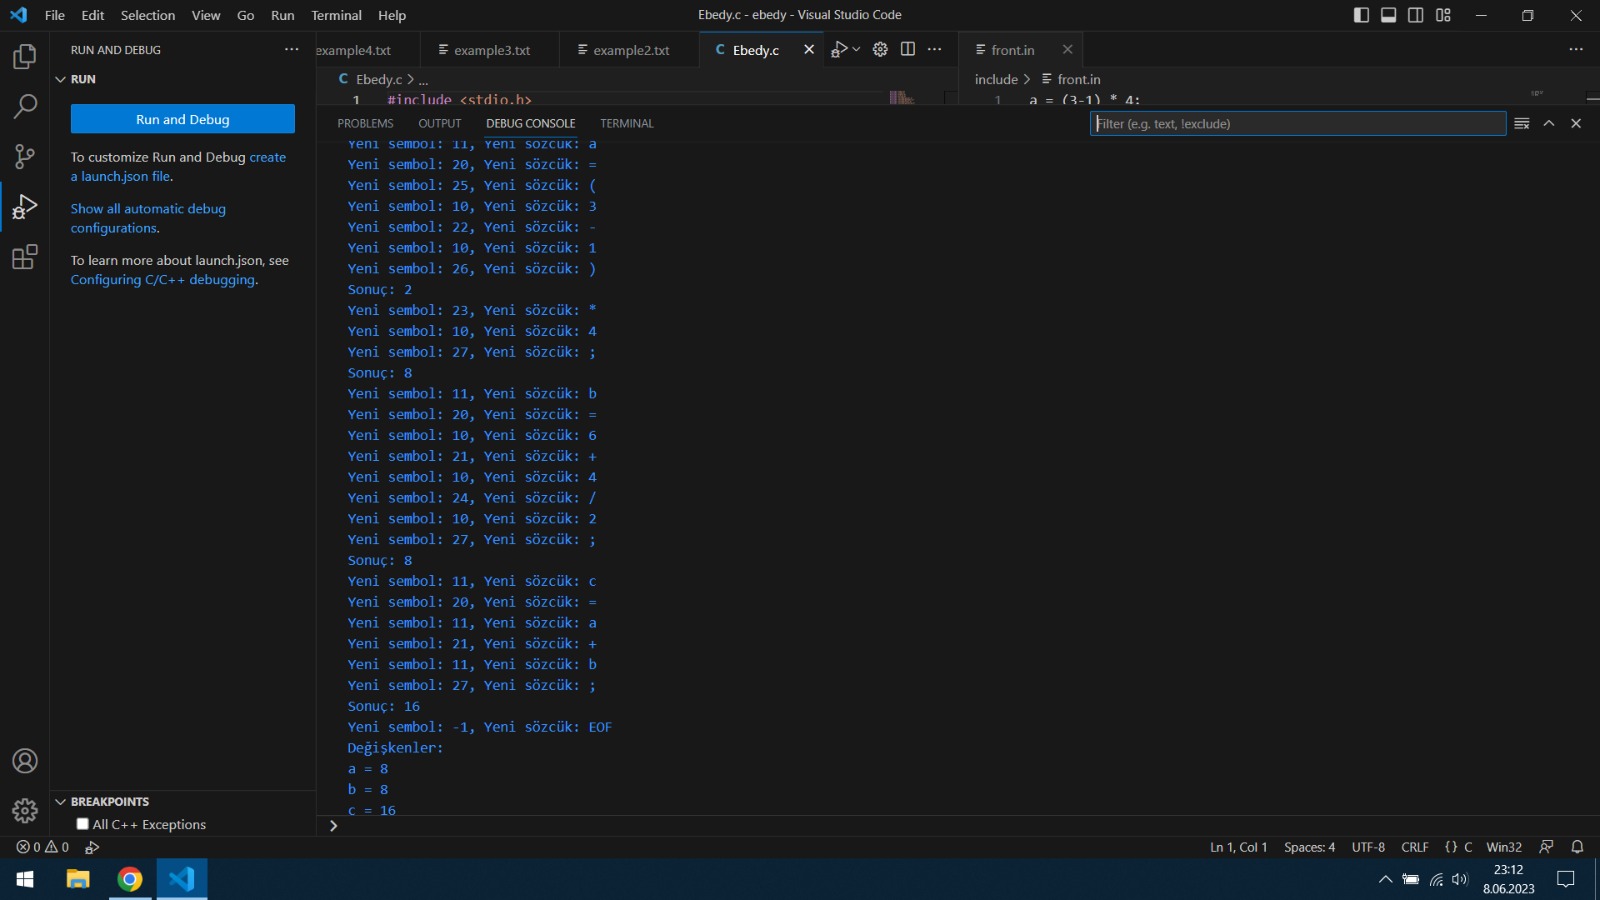 File Edit Selection View Go Run Terminal Help
Ebedy.c - ebedy - Visual Studio Code
RUN AND DEBUG
RUN
Run and Debug
To customize Run and Debug create
a launch.json file.
Show all automatic debug
configurations.
To learn more about launch.json, see
Configuring C/C++ debugging.
BREAKPOINTS
All C++ Exceptions
example4.txt example3.txt example2.txt Ebedy.c front.in
Ebedy.c > ...
1 #include <stdio.h>
include > front.in
1 a = (3-1) * 4;
PROBLEMS OUTPUT DEBUG CONSOLE TERMINAL
Filter (e.g. text, !exclude)
Yeni sembol: 11, Yeni sözcük: a
Yeni sembol: 20, Yeni sözcük: =
Yeni sembol: 25, Yeni sözcük: (
Yeni sembol: 10, Yeni sözcük: 3
Yeni sembol: 22, Yeni sözcük: -
Yeni sembol: 10, Yeni sözcük: 1
Yeni sembol: 26, Yeni sözcük: )
Sonuç: 2
Yeni sembol: 23, Yeni sözcük: *
Yeni sembol: 10, Yeni sözcük: 4
Yeni sembol: 27, Yeni sözcük: ;
Sonuç: 8
Yeni sembol: 11, Yeni sözcük: b
Yeni sembol: 20, Yeni sözcük: =
Yeni sembol: 10, Yeni sözcük: 6
Yeni sembol: 21, Yeni sözcük: +
Yeni sembol: 10, Yeni sözcük: 4
Yeni sembol: 24, Yeni sözcük: /
Yeni sembol: 10, Yeni sözcük: 2
Yeni sembol: 27, Yeni sözcük: ;
Sonuç: 8
Yeni sembol: 11, Yeni sözcük: c
Yeni sembol: 20, Yeni sözcük: =
Yeni sembol: 11, Yeni sözcük: a
Yeni sembol: 21, Yeni sözcük: +
Yeni sembol: 11, Yeni sözcük: b
Yeni sembol: 27, Yeni sözcük: ;
Sonuç: 16
Yeni sembol: -1, Yeni sözcük: EOF
Değişkenler:
a = 8
b = 8
c = 16
0 0
Ln 1, Col 1 Spaces: 4 UTF-8 CRLF {} C Win32
23:12
8.06.2023